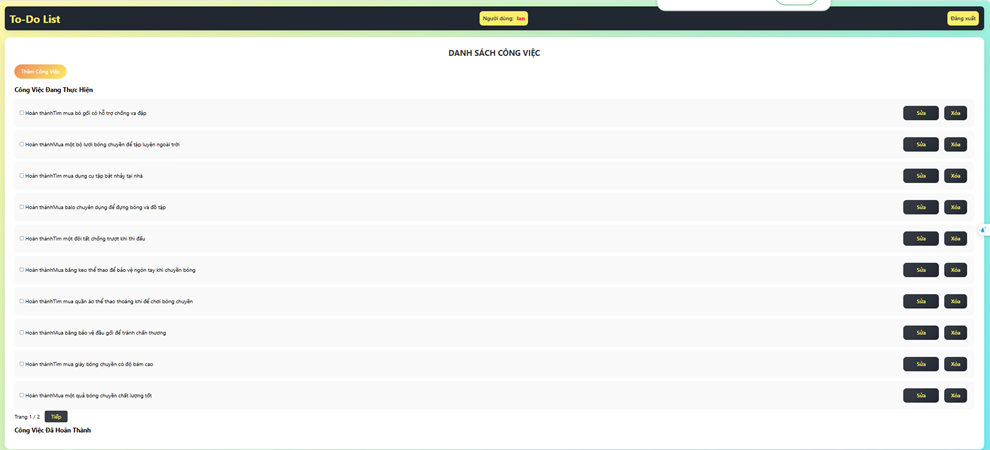 To-Do List
Người dùng: lan
Đăng xuất
DANH SÁCH CÔNG VIỆC
Thêm Công Việc
Công Việc Đang Thực Hiện
Hoàn thànhTìm mua bó gối có hỗ trợ chống va đập
Sửa
Xóa
Hoàn thànhMua một bộ lưới bóng chuyền để tập luyện ngoài trời
Sửa
Xóa
Hoàn thànhTìm mua dụng cụ tập bật nhảy tại nhà
Sửa
Xóa
Hoàn thànhMua balo chuyên dụng để đựng bóng và đồ tập
Sửa
Xóa
Hoàn thànhTìm một đôi tất chống trượt khi thi đấu
Sửa
Xóa
Hoàn thànhMua băng keo thể thao để bảo vệ ngón tay khi chuyền bóng
Sửa
Xóa
Hoàn thànhTìm mua quần áo thể thao thoáng khí để chơi bóng chuyền
Sửa
Xóa
Hoàn thànhMua băng bảo vệ đầu gối để tránh chấn thương
Sửa
Xóa
Hoàn thànhTìm mua giày bóng chuyền có độ bám cao
Sửa
Xóa
Hoàn thànhMua một quả bóng chuyền chất lượng tốt
Sửa
Xóa
Trang 1 / 2 Tiếp
Công Việc Đã Hoàn Thành